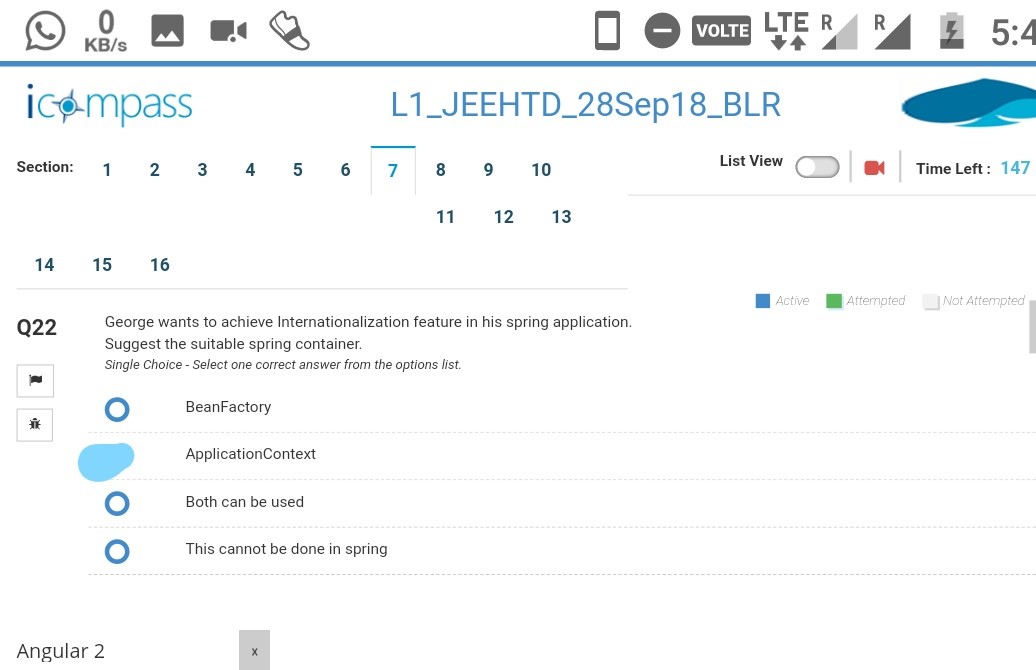 0
KB/s
VOLTE
LTE
R
R
5:4
icompass
L1_JEEHTD_28Sep18_BLR
Section: 1 2 3 4 5 6 7 8 9 10
List View
Time Left : 147
11 12 13
14 15 16
Active Attempted Not Attempted
Q22
George wants to achieve Internationalization feature in his spring application.
Suggest the suitable spring container.
Single Choice - Select one correct answer from the options list.
BeanFactory
ApplicationContext
Both can be used
This cannot be done in spring
Angular 2
x